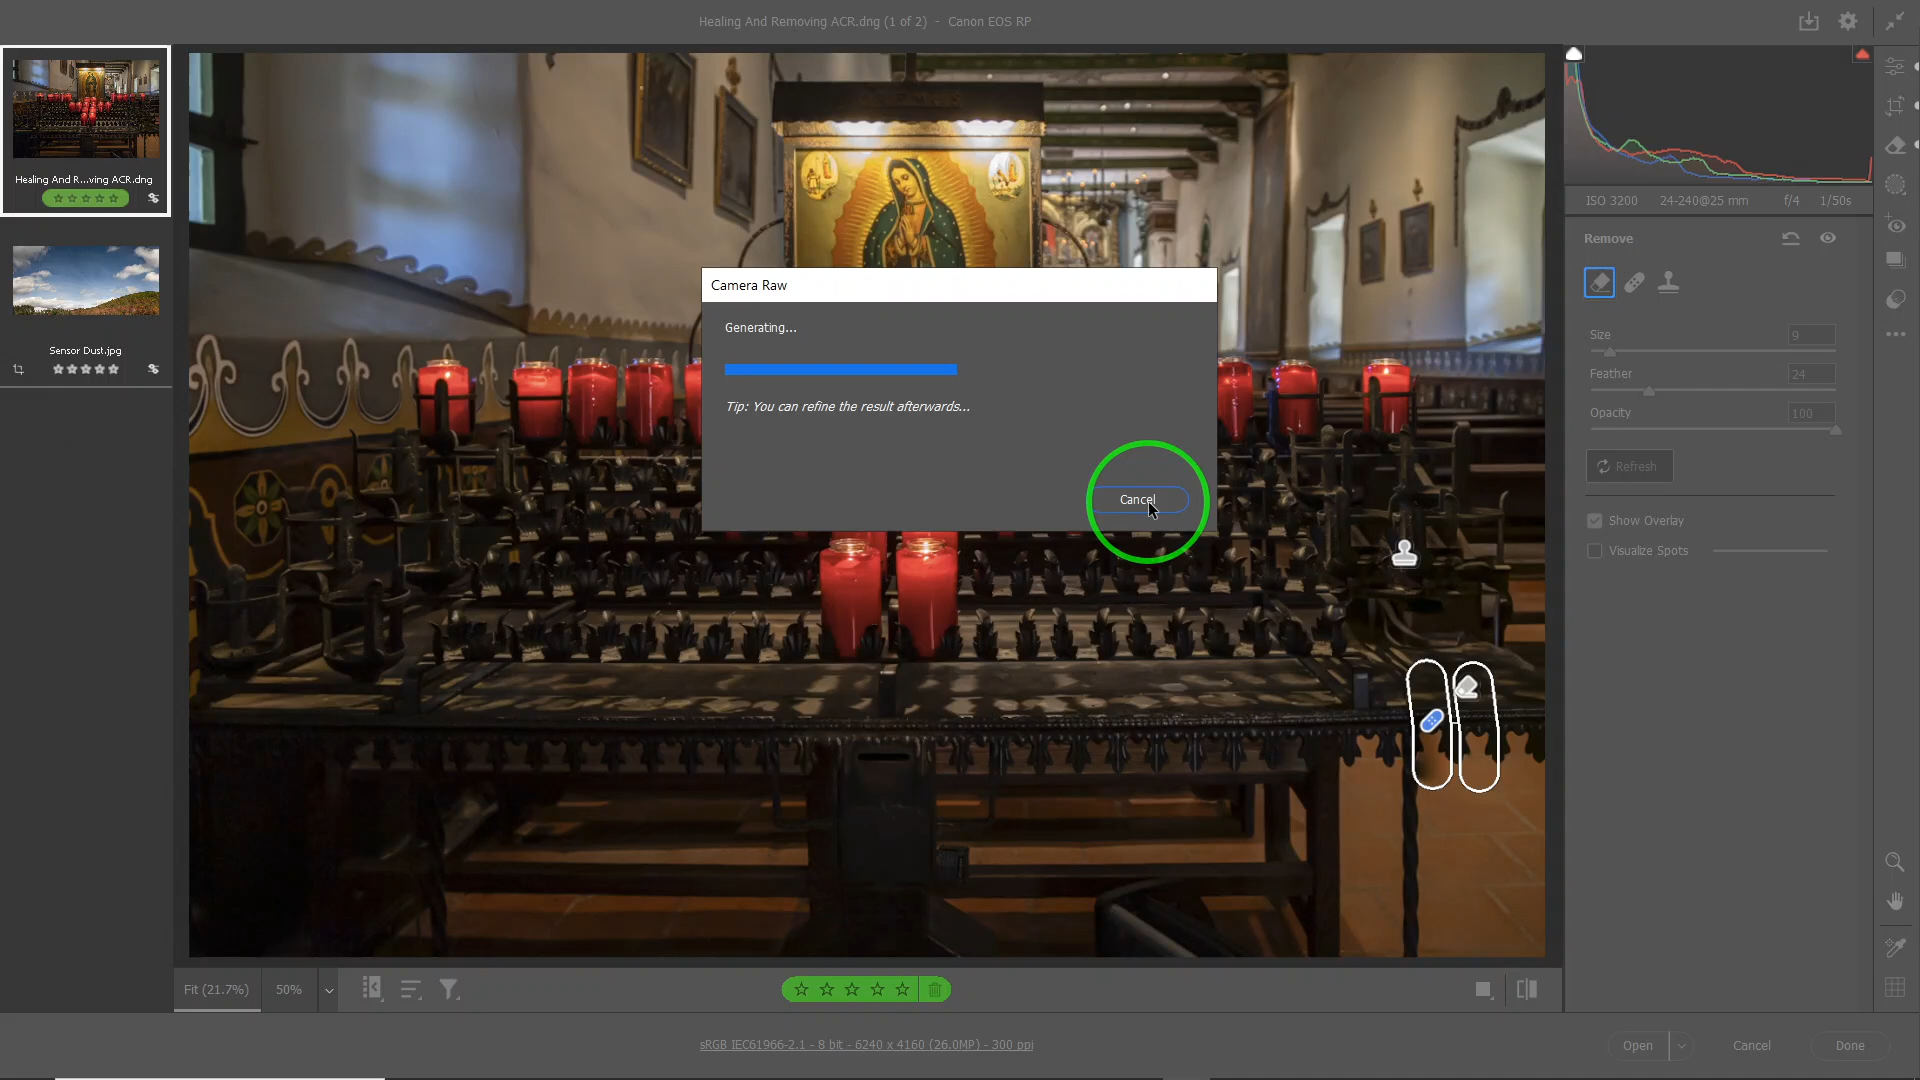 Healing And Removing ACR.dng (1 of 2) - Canon EOS RP
Healing And R...ving ACR.dng
Sensor Dust.jpg
Camera Raw
Generating...
Tip: You can refine the result afterwards...
Cancel
ISO 3200 24-240@25 mm f/4 1/50s
Remove
Size 9
Feather 24
Opacity 100
Refresh
Show Overlay
Visualize Spots
Fit (21.7%) 50%
sRGB IEC61966-2.1 - 8 bit - 6240 x 4160 (26.0MP) - 300 ppi
Open Cancel Done